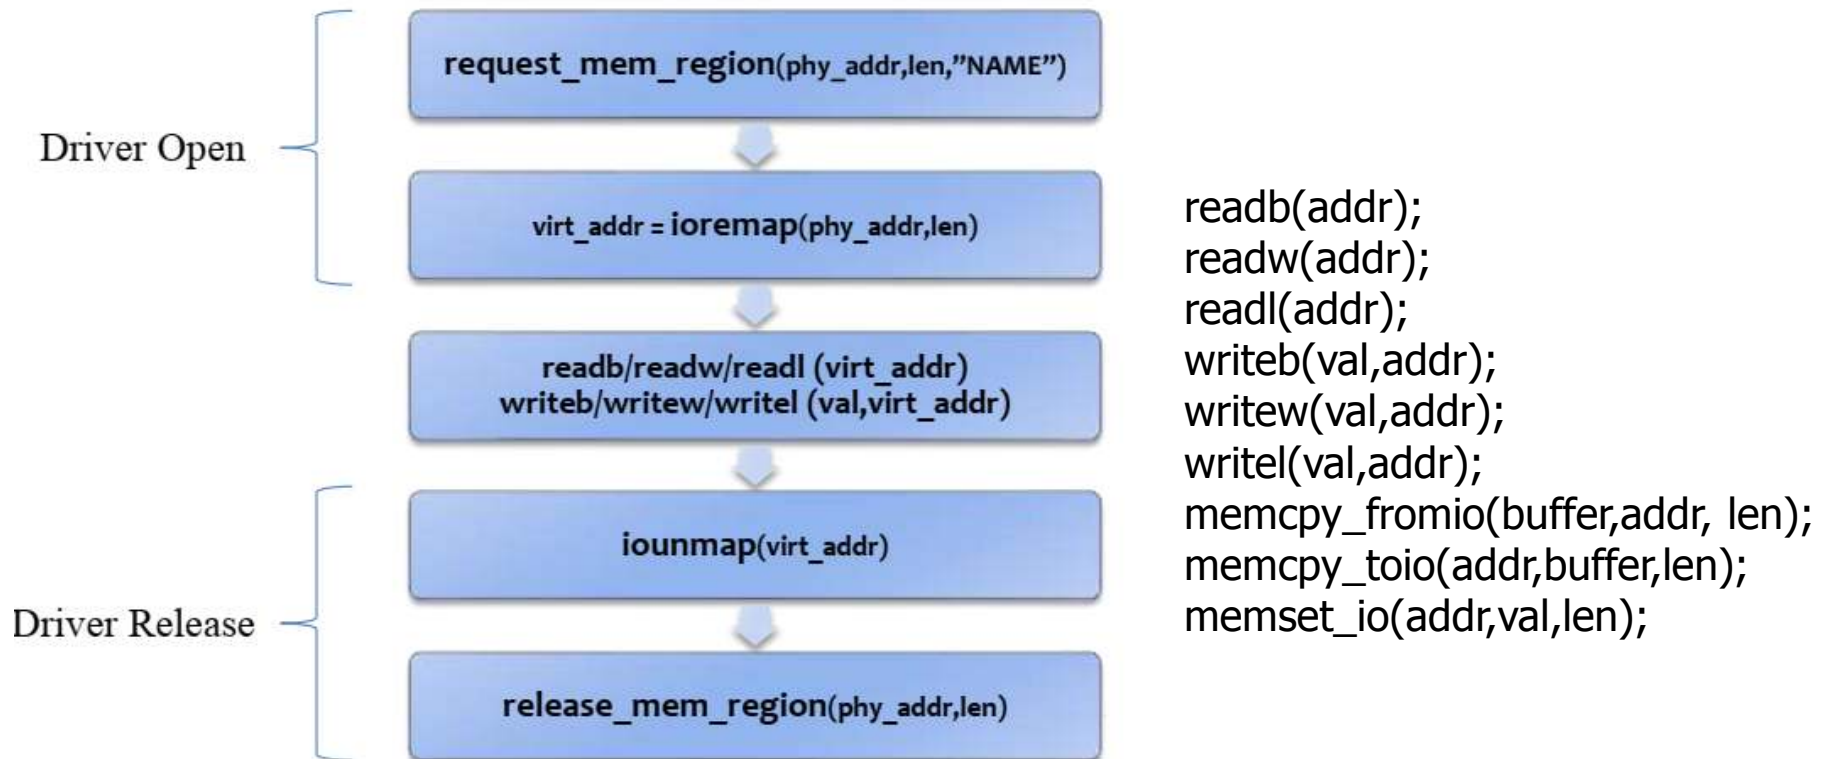 request_mem_region(phy_addr,len,”NAME”)
Driver Open
virt_addr = ioremap(phy_addr,len)
readb/readw/readl (virt_addr)
writeb/writew/writel (val,virt_addr)
iounmap(virt_addr)
Driver Release
release_mem_region(phy_addr,len)
readb(addr);
readw(addr);
readl(addr);
writeb(val,addr);
writew(val,addr);
writel(val,addr);
memcpy_fromio(buffer,addr, len);
memcpy_toio(addr,buffer,len);
memset_io(addr,val,len);